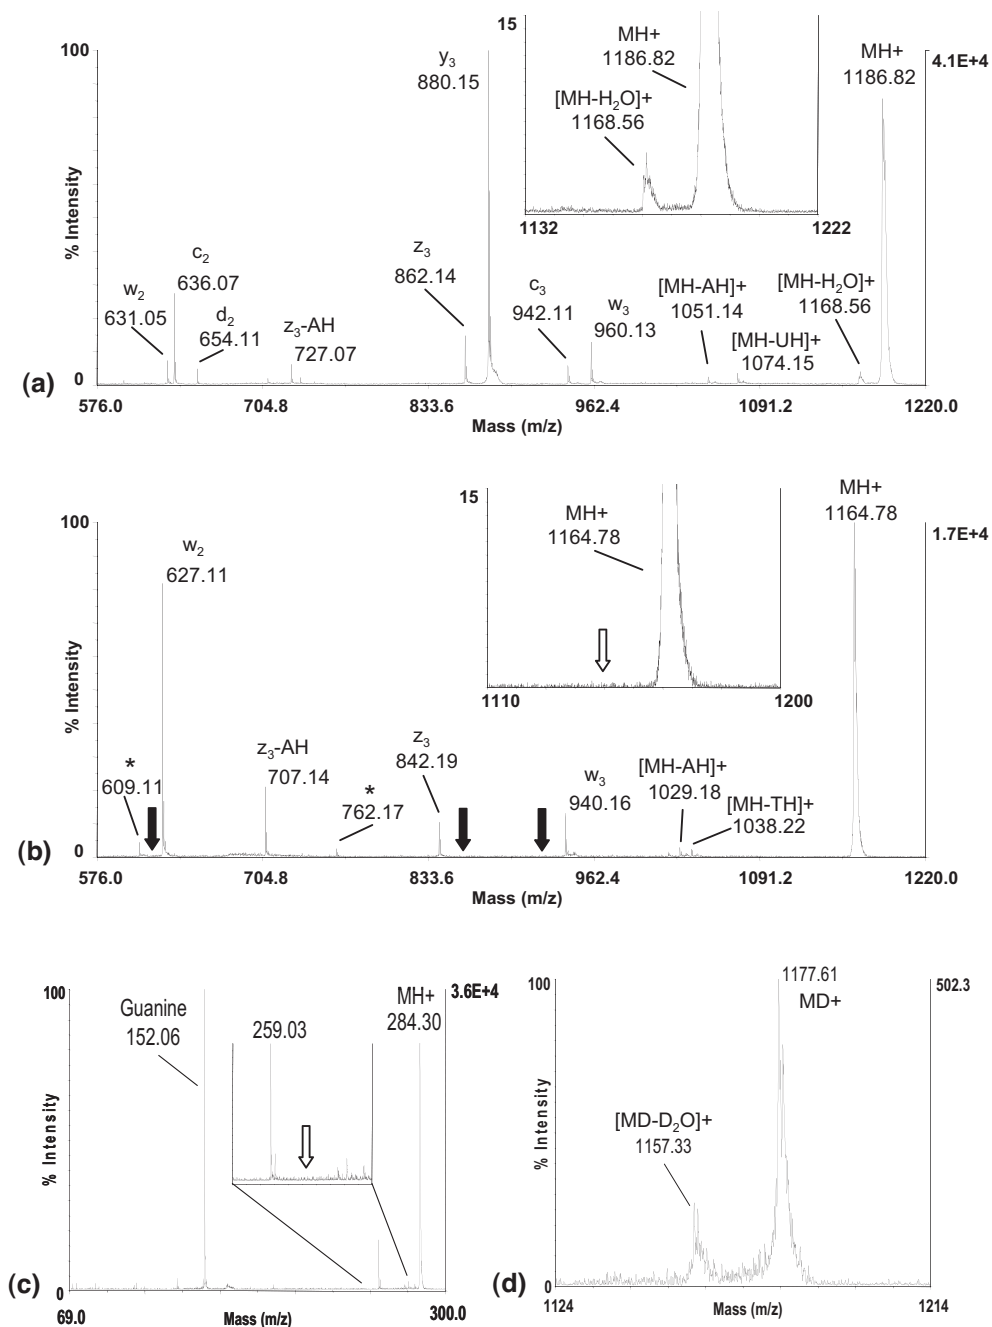 100
% Intensity
0
y3
880.15
15
MH+
1186.82
[MH-H2O]+
1168.56
1132
1222
MH+
1186.82
4.1E+4
w2
631.05
c2
636.07
d2
654.11
z3-AH
727.07
z3
862.14
c3
942.11
w3
960.13
[MH-AH]+
1051.14
[MH-UH]+
1074.15
[MH-H2O]+
1168.56
(a)
576.0 704.8 833.6 962.4 1091.2 1220.0
Mass (m/z)
100
% Intensity
0
w2
627.11
15
MH+
1164.78
1110
1200
MH+
1164.78
1.7E+4
*
609.11
z3-AH
707.14
*
762.17
z3
842.19
w3
940.16
[MH-AH]+
1029.18
[MH-TH]+
1038.22
(b)
576.0 704.8 833.6 962.4 1091.2 1220.0
Mass (m/z)
100
% Intensity
0
Guanine
152.06
259.03
MH+
284.30
3.6E+4
(c)
69.0
Mass (m/z)
300.0
100
% Intensity
0
1177.61
MD+
502.3
[MD-D2O]+
1157.33
(d)
1124
Mass (m/z)
1214